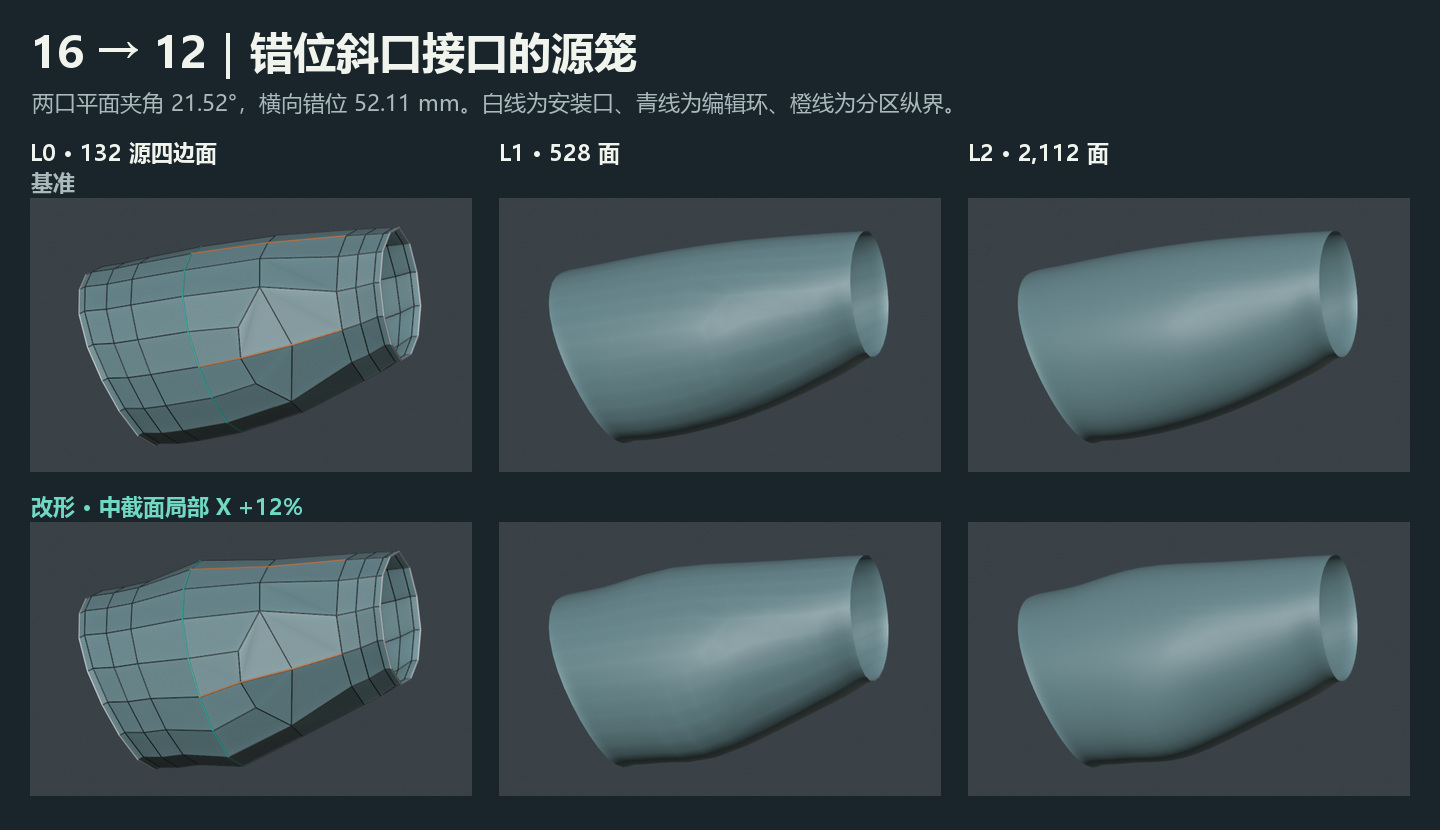 16 → 12 | 错位斜口接口的源笼
两口平面夹角 21.52°，横向错位 52.11 mm。白线为安装口、青线为编辑环、橙线为分区纵界。
L0 • 132 源四边面
L1 • 528 面
L2 • 2,112 面
基准
改形 • 中截面局部 X +12%